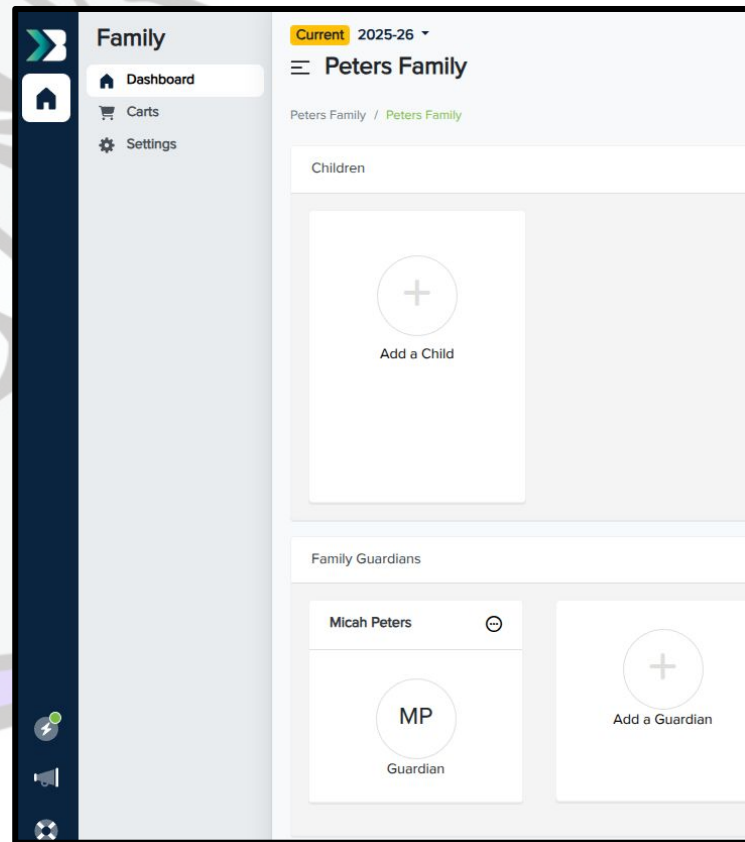 Family
Dashboard
Carts
Settings
Current 2025-26
Peters Family
Peters Family / Peters Family
Children
Add a Child
Family Guardians
Micah Peters
MP
Guardian
Add a Guardian